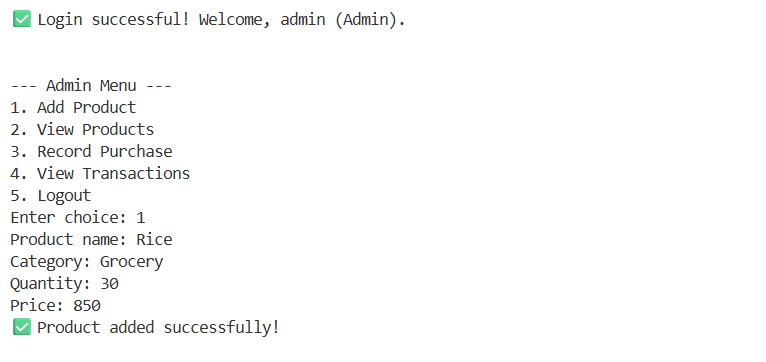 ✅ Login successful! Welcome, admin (Admin).
--- Admin Menu ---
1. Add Product
2. View Products
3. Record Purchase
4. View Transactions
5. Logout
Enter choice: 1
Product name: Rice
Category: Grocery
Quantity: 30
Price: 850
✅ Product added successfully!